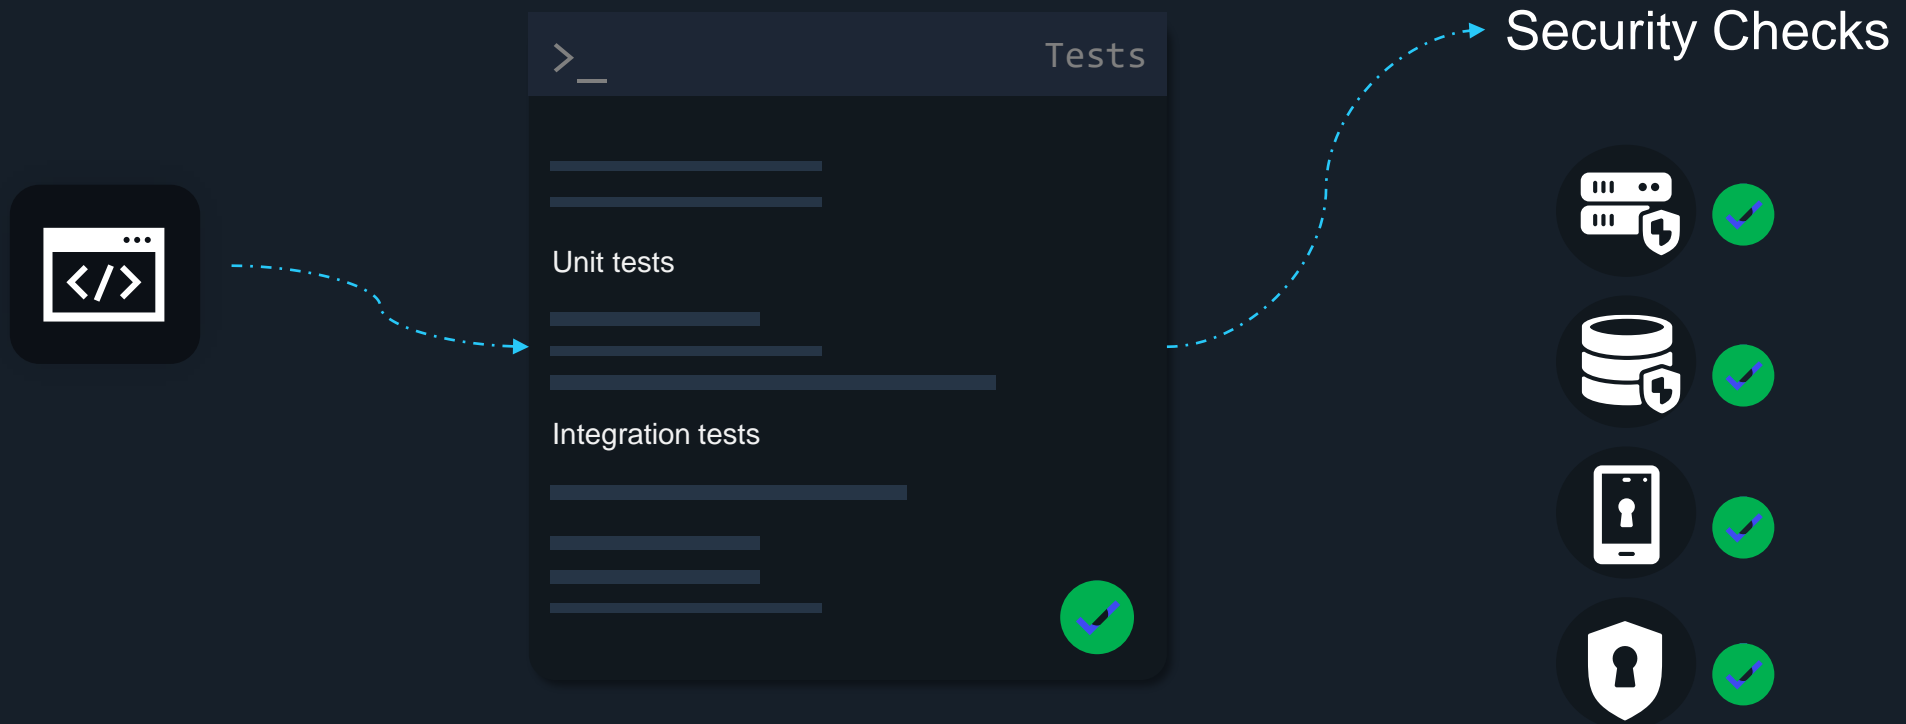 >_
Tests
Security Checks
</>
Unit tests
Integration tests